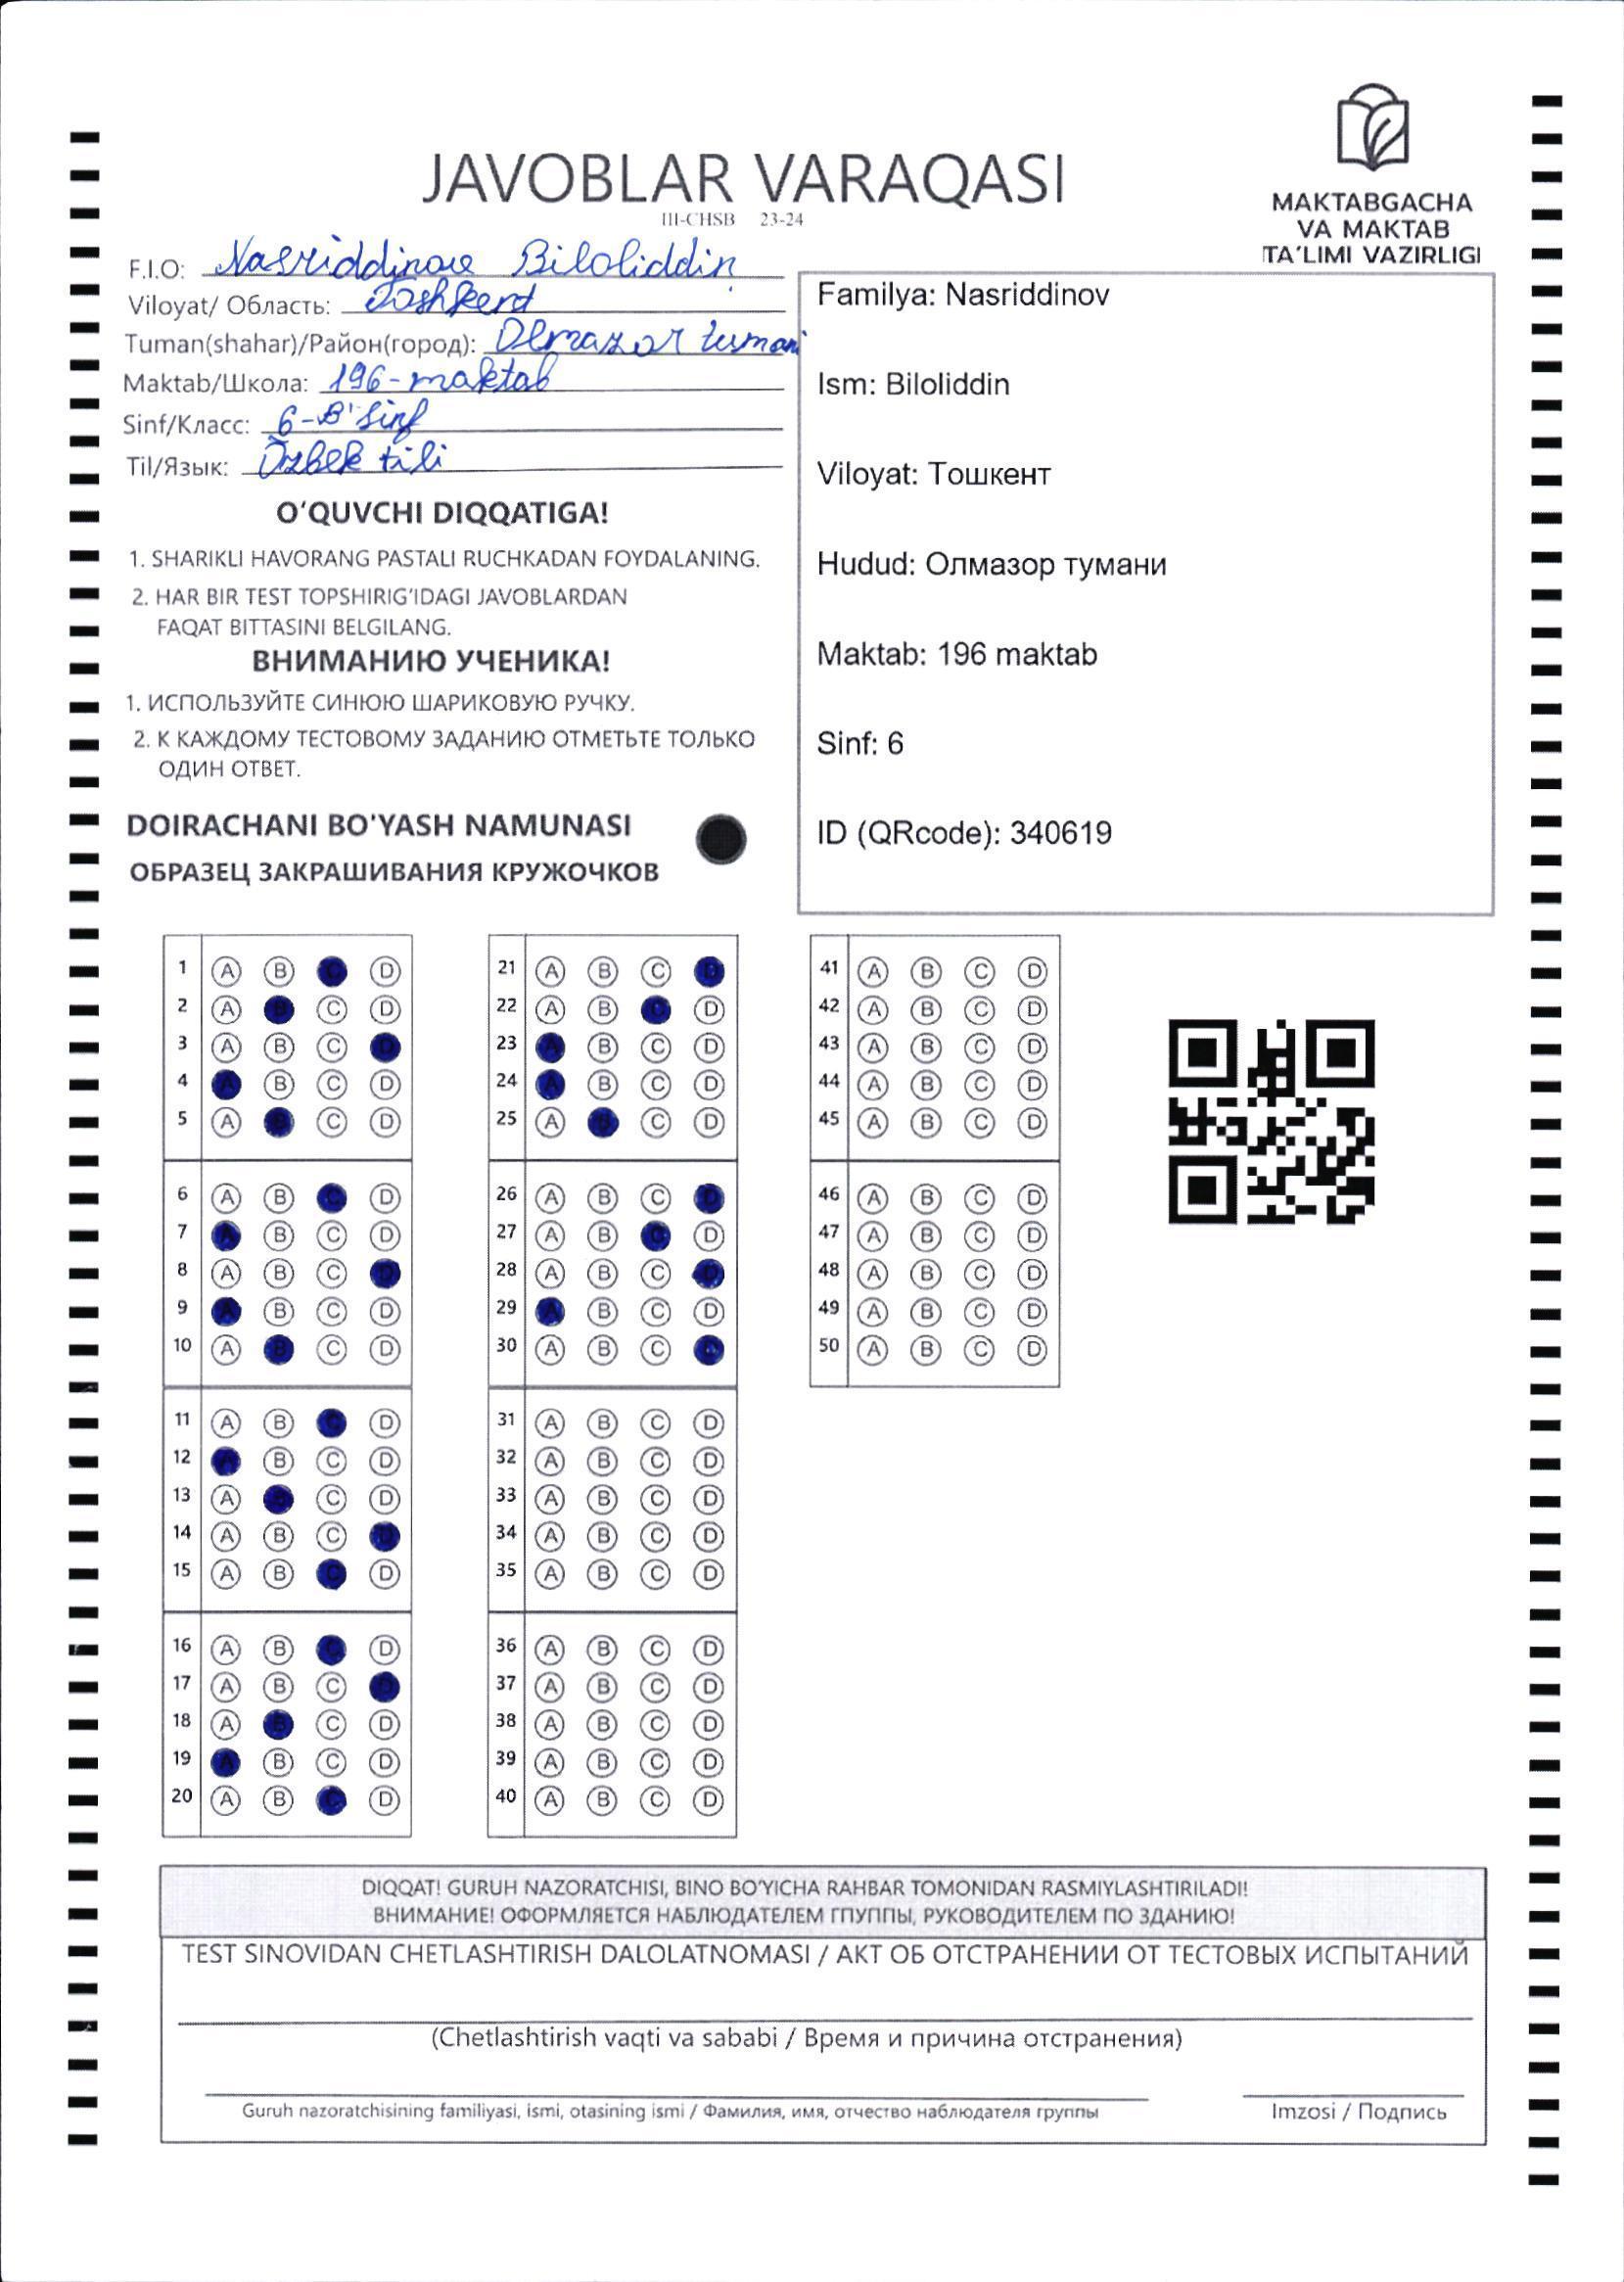 JAVOBLAR VARAQASI
III-CHSB 23-24
MAKTABGACHA
VA MAKTAB
TA'LIMI VAZIRLIGI
F.I.O: Nasriddinov Biloliddin
Viloyat/ Область: Toshkent
Tuman(shahar)/Район(город): Olmazor tumani
Maktab/Школа: 196-maktab
Sinf/Класс: 6-B' sinf
Til/Язык: Ozbek tili
O'QUVCHI DIQQATIGA!
1. SHARIKLI HAVORANG PASTALI RUCHKADAN FOYDALANING.
2. HAR BIR TEST TOPSHIRIG'IDAGI JAVOBLARDAN
FAQAT BITTASINI BELGILANG.
ВНИМАНИЮ УЧЕНИКА!
1. ИСПОЛЬЗУЙТЕ СИНЮЮ ШАРИКОВУЮ РУЧКУ.
2. К КАЖДОМУ ТЕСТОВОМУ ЗАДАНИЮ ОТМЕТЬТЕ ТОЛЬКО
ОДИН ОТВЕТ.
DOIRACHANI BO'YASH NAMUNASI
ОБРАЗЕЦ ЗАКРАШИВАНИЯ КРУЖОЧКОВ
Familya: Nasriddinov
Ism: Biloliddin
Viloyat: Тошкент
Hudud: Олмазор тумани
Maktab: 196 maktab
Sinf: 6
ID (QRcode): 340619
1 A B C D
2 A B C D
3 A B C D
4 A B C D
5 A B C D
6 A B C D
7 A B C D
8 A B C D
9 A B C D
10 A B C D
11 A B C D
12 A B C D
13 A B C D
14 A B C D
15 A B C D
16 A B C D
17 A B C D
18 A B C D
19 A B C D
20 A B C D
21 A B C D
22 A B C D
23 A B C D
24 A B C D
25 A B C D
26 A B C D
27 A B C D
28 A B C D
29 A B C D
30 A B C D
31 A B C D
32 A B C D
33 A B C D
34 A B C D
35 A B C D
36 A B C D
37 A B C D
38 A B C D
39 A B C D
40 A B C D
41 A B C D
42 A B C D
43 A B C D
44 A B C D
45 A B C D
46 A B C D
47 A B C D
48 A B C D
49 A B C D
50 A B C D
DIQQAT! GURUH NAZORATCHISI, BINO BO'YICHA RAHBAR TOMONIDAN RASMIYLASHTIRILADI!
ВНИМАНИЕ! ОФОРМЛЯЕТСЯ НАБЛЮДАТЕЛЕМ ГПУППЫ, РУКОВОДИТЕЛЕМ ПО ЗДАНИЮ!
TEST SINOVIDAN CHETLASHTIRISH DALOLATNOMASI / АКТ ОБ ОТСТРАНЕНИИ ОТ ТЕСТОВЫХ ИСПЫТАНИЙ
(Chetlashtirish vaqti va sababi / Время и причина отстранения)
Guruh nazoratchisining familiyasi, ismi, otasining ismi / Фамилия, имя, отчество наблюдателя группы
Imzosi / Подпись